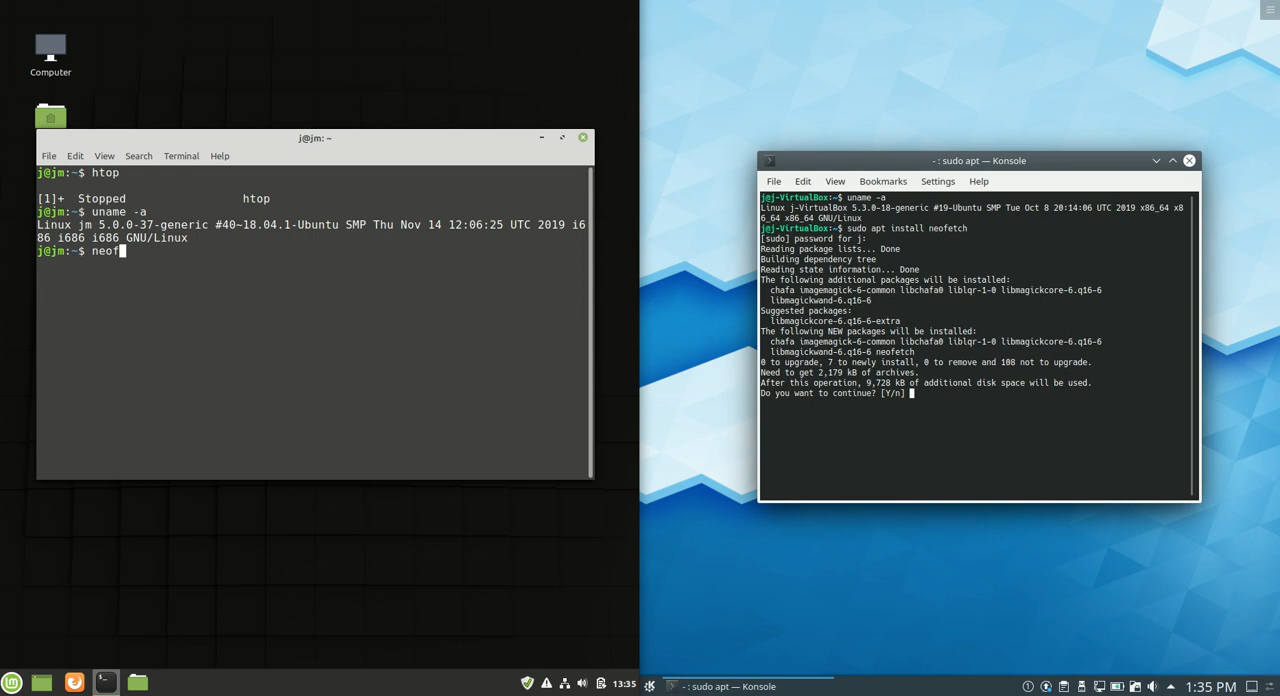 Computer
j@jm: ~
File Edit View Search Terminal Help
j@jm:~$ htop
[1]+  Stopped                 htop
j@jm:~$ uname -a
Linux jm 5.0.0-37-generic #40~18.04.1-Ubuntu SMP Thu Nov 14 12:06:25 UTC 2019 i6
86 i686 i686 GNU/Linux
j@jm:~$ neof
13:35
- : sudo apt — Konsole
File Edit View Bookmarks Settings Help
j@j-VirtualBox:~$ uname -a
Linux j-VirtualBox 5.3.0-18-generic #19-Ubuntu SMP Tue Oct 8 20:14:06 UTC 2019 x86_64 x8
6_64 x86_64 GNU/Linux
j@j-VirtualBox:~$ sudo apt install neofetch
[sudo] password for j:
Reading package lists... Done
Building dependency tree
Reading state information... Done
The following additional packages will be installed:
  chafa imagemagick-6-common libchafa0 liblqr-1-0 libmagickcore-6.q16-6
  libmagickwand-6.q16-6
Suggested packages:
  libmagickcore-6.q16-6-extra
The following NEW packages will be installed:
  chafa imagemagick-6-common libchafa0 liblqr-1-0 libmagickcore-6.q16-6
  libmagickwand-6.q16-6 neofetch
0 to upgrade, 7 to newly install, 0 to remove and 108 not to upgrade.
Need to get 2,179 kB of archives.
After this operation, 9,728 kB of additional disk space will be used.
Do you want to continue? [Y/n]
- : sudo apt — Konsole
1:35 PM